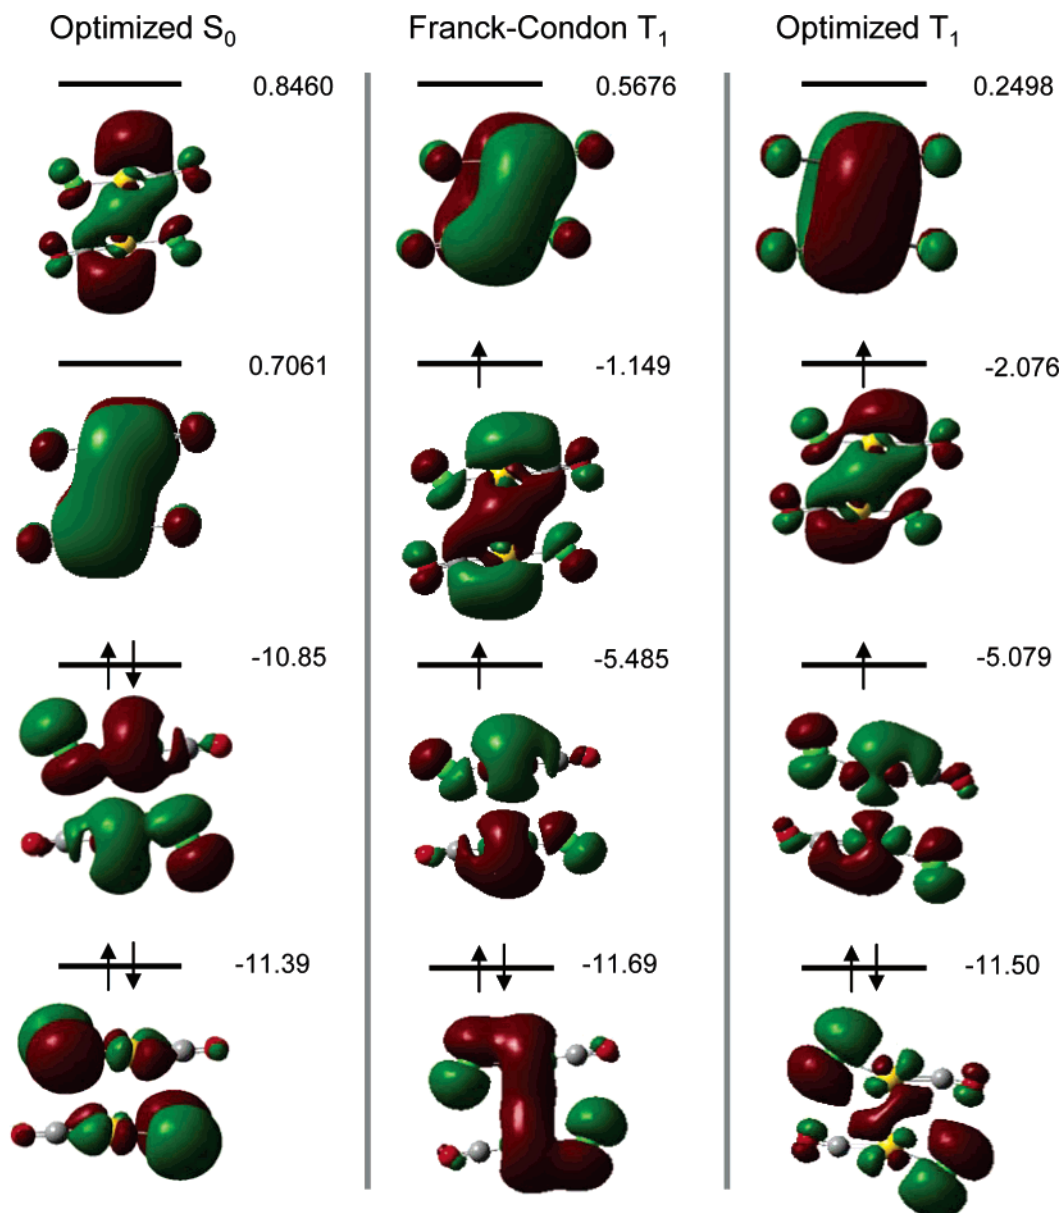 Optimized S₀ Franck-Condon T₁ Optimized T₁
0.8460 0.5676 0.2498
0.7061 -1.149 -2.076
-10.85 -5.485 -5.079
-11.39 -11.69 -11.50